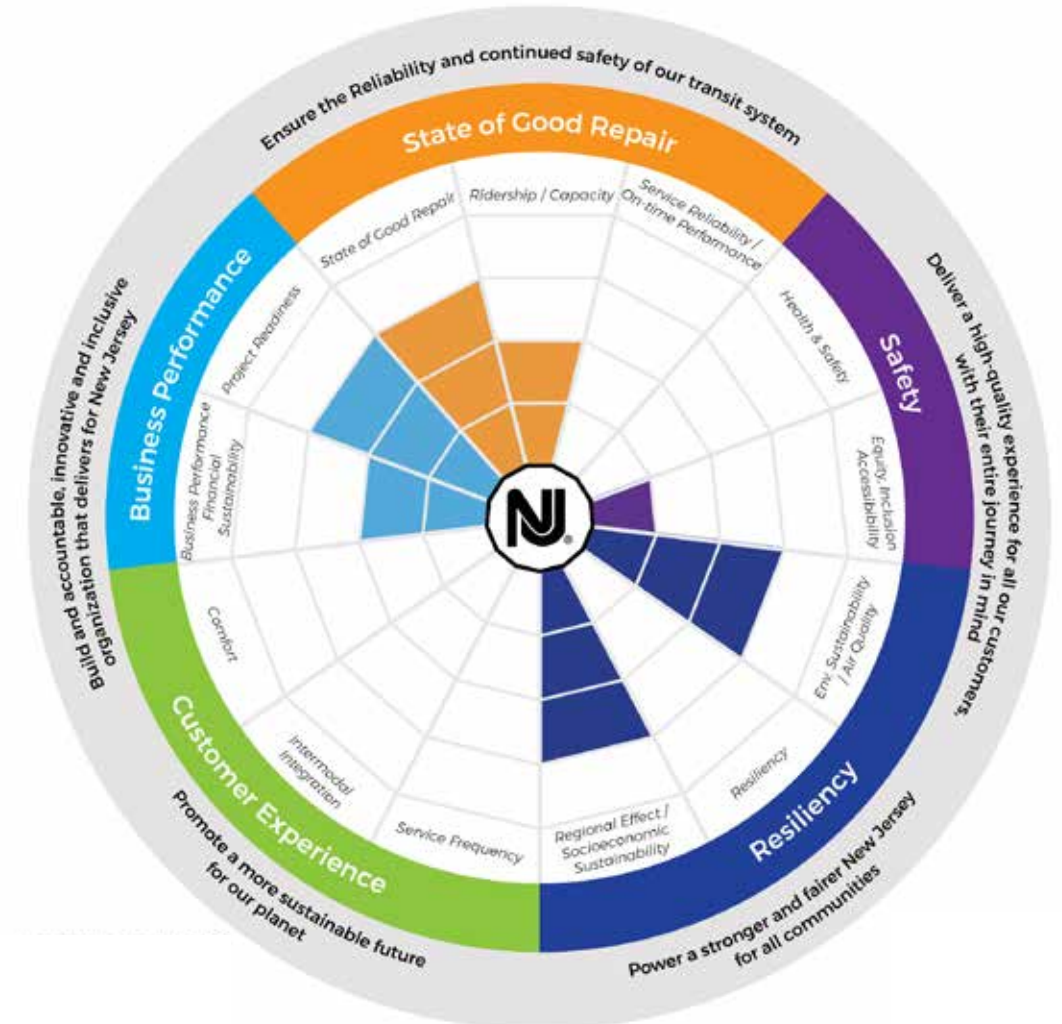 Ensure the Reliability and continued safety of our transit system
State of Good Repair
State of Good Repair
Ridership / Capacity
Service Reliability /
On-time Performance
Safety
Health & Safety
Equity, Inclusion
Accessibibility
Deliver a high-quality experience for all our customers,
with their entire journey in mind
Resiliency
Env. Sustainability
/ Air Quality
Resiliency
Regional Effect /
Socioeconomic
Sustainability
Power a stronger and fairer New Jersey
for all communities
Customer Experience
Service Frequency
Intermodal
Integration
Comfort
Promote a more sustainable future
for our planet
Business Performance
Business Performance
Financial
Sustainability
Project Readiness
Build and accountable, innovative and inclusive
organization that delivers for New Jersey
NJ
®